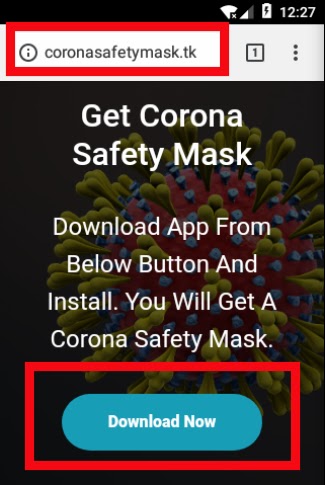 12:27
coronasafetymask.tk
1
Get Corona
Safety Mask
Download App From
Below Button And
Install. You Will Get A
Corona Safety Mask.
Download Now